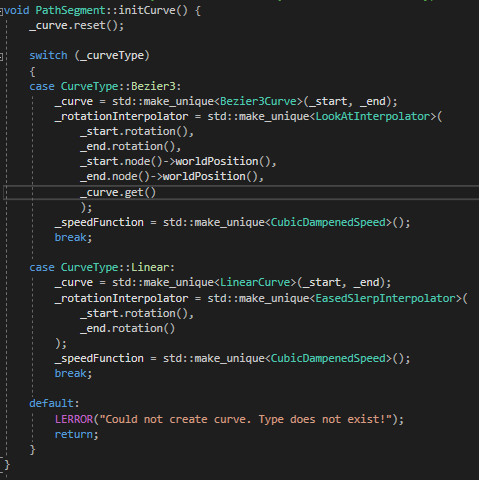 void PathSegment::initCurve() {
    _curve.reset();

    switch (_curveType)
    {
    case CurveType::Bezier3:
        _curve = std::make_unique<Bezier3Curve>(_start, _end);
        _rotationInterpolator = std::make_unique<LookAtInterpolator>(
            _start.rotation(),
            _end.rotation(),
            _start.node()->worldPosition(),
            _end.node()->worldPosition(),
            _curve.get()
            );
        _speedFunction = std::make_unique<CubicDampenedSpeed>();
        break;

    case CurveType::Linear:
        _curve = std::make_unique<LinearCurve>(_start, _end);
        _rotationInterpolator = std::make_unique<EasedSlerpInterpolator>(
            _start.rotation(),
            _end.rotation()
        );
        _speedFunction = std::make_unique<CubicDampenedSpeed>();
        break;

    default:
        LERROR("Could not create curve. Type does not exist!");
        return;
    }
}